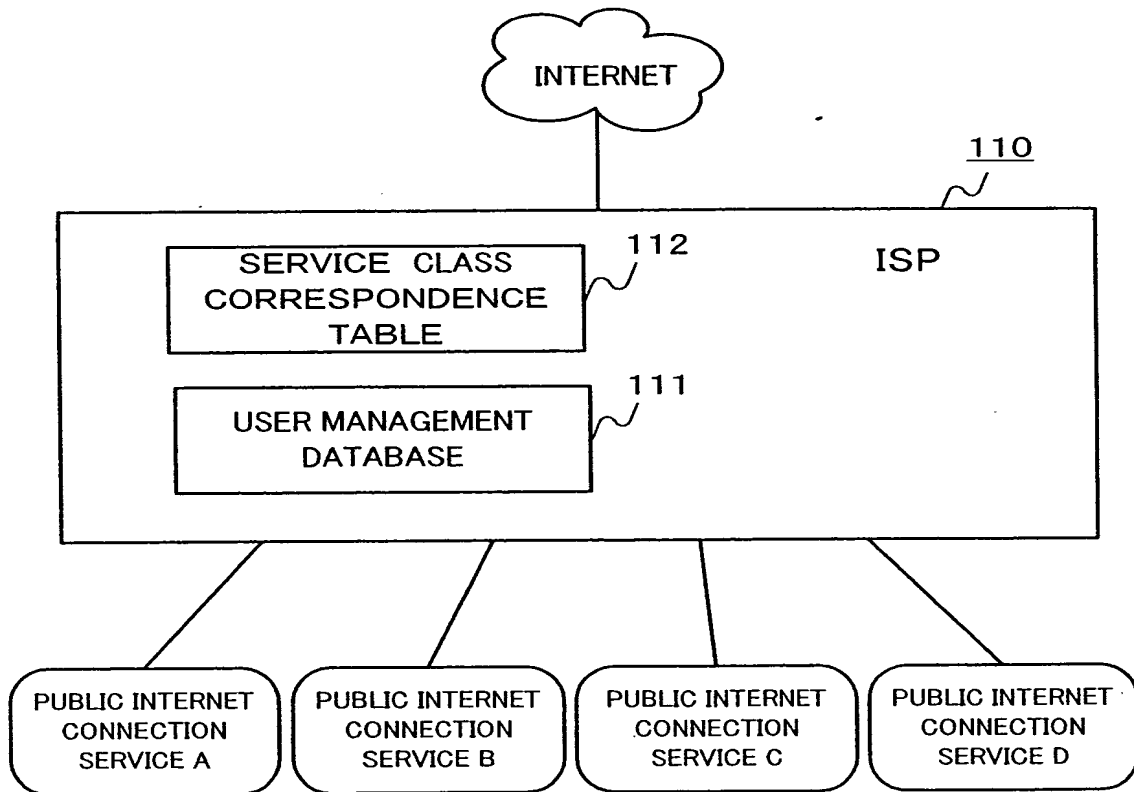 INTERNET
110
ISP
112
SERVICE CLASS
CORRESPONDENCE
TABLE
111
USER MANAGEMENT
DATABASE
PUBLIC INTERNET
CONNECTION
SERVICE A
PUBLIC INTERNET
CONNECTION
SERVICE B
PUBLIC INTERNET
CONNECTION
SERVICE C
PUBLIC INTERNET
CONNECTION
SERVICE D